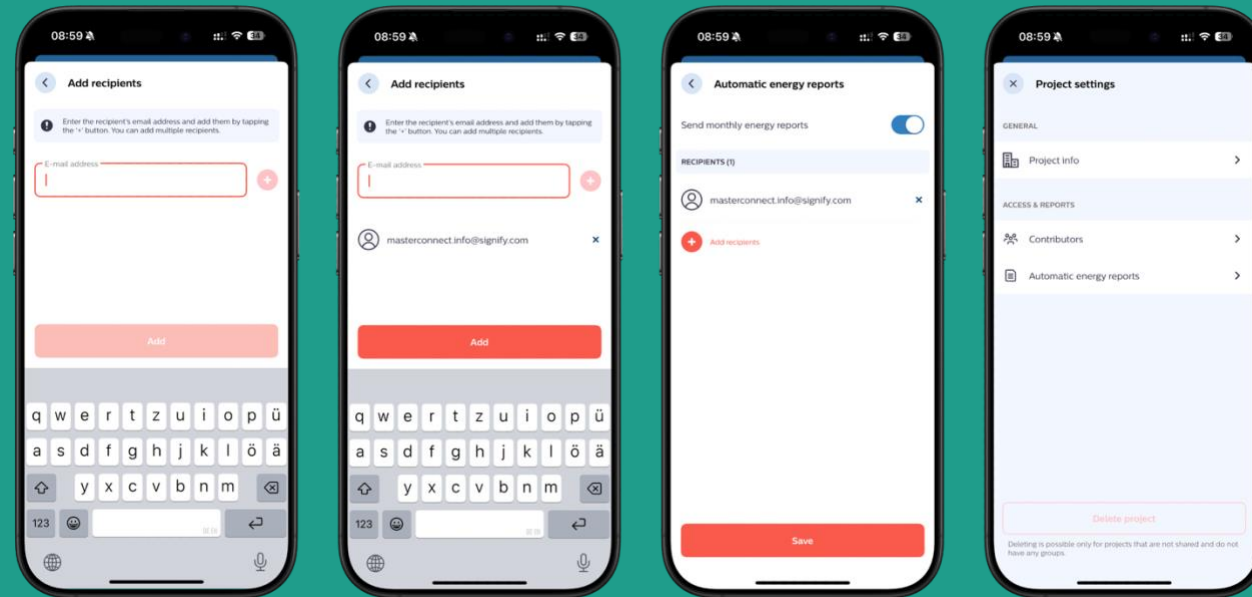 08:59
34
Add recipients
Enter the recipient's email address and add them by tapping
the '+' button. You can add multiple recipients.
E-mail address
+
Add
q w e r t z u i o p ü
a s d f g h j k l ö ä
y x c v b n m
123
08:59
34
Add recipients
Enter the recipient's email address and add them by tapping
the '+' button. You can add multiple recipients.
E-mail address
+
masterconnect.info@signify.com
×
Add
q w e r t z u i o p ü
a s d f g h j k l ö ä
y x c v b n m
123
08:59
34
Automatic energy reports
Send monthly energy reports
RECIPIENTS (1)
masterconnect.info@signify.com
×
+ Add recipients
Save
08:59
34
× Project settings
GENERAL
Project info
ACCESS & REPORTS
Contributors
Automatic energy reports
Delete project
Deleting is possible only for projects that are not shared and do not
have any groups.